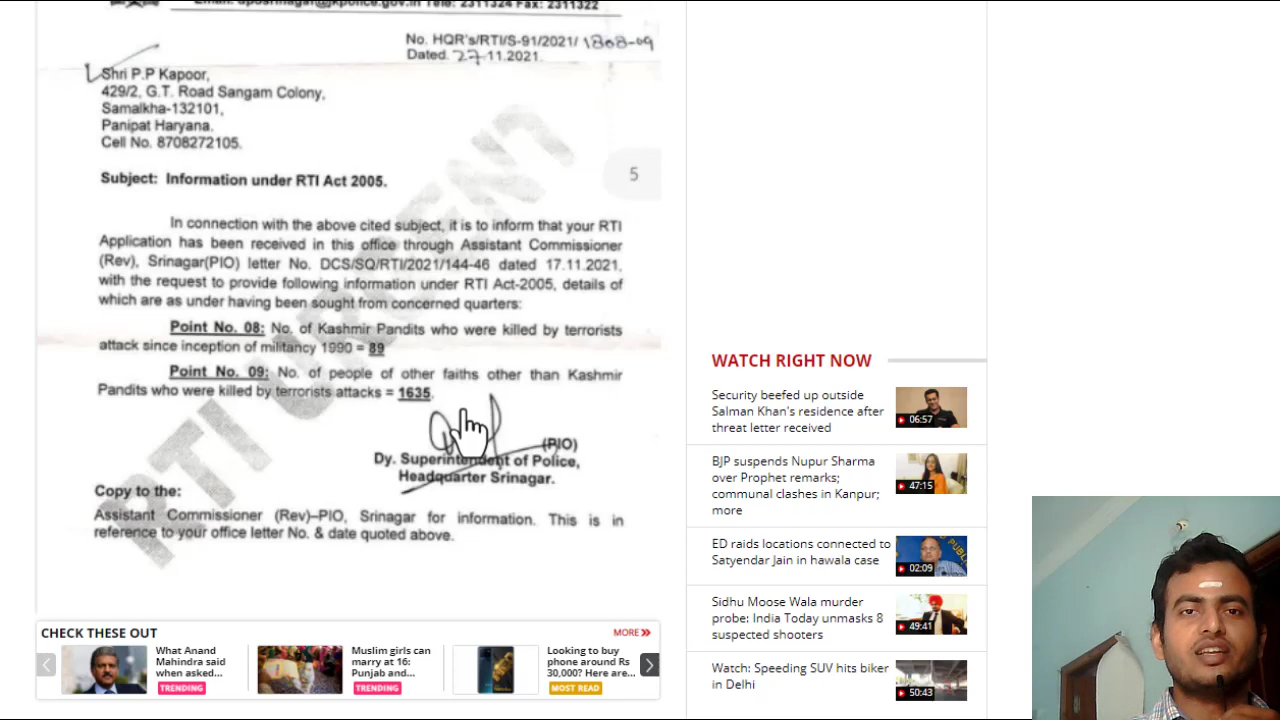 Email: dposrinagar@kpolice.gov.in Tele: 2311324 Fax: 2311322
No. HQR's/RTI/S-91/2021/ 1808-09
Dated. 27.11.2021.
Shri P.P Kapoor,
429/2, G.T. Road Sangam Colony,
Samalkha-132101,
Panipat Haryana.
Cell No. 8708272105.
5
Subject: Information under RTI Act 2005.
In connection with the above cited subject, it is to inform that your RTI
Application has been received in this office through Assistant Commissioner
(Rev), Srinagar(PIO) letter No. DCS/SQ/RTI/2021/144-46 dated 17.11.2021,
with the request to provide following information under RTI Act-2005, details of
which are as under having been sought from concerned quarters:
Point No. 08: No. of Kashmir Pandits who were killed by terrorists
attack since inception of militancy 1990 = 89
Point No. 09: No. of people of other faiths other than Kashmir
Pandits who were killed by terrorists attacks = 1635.
(PIO)
Dy. Superintendent of Police,
Headquarter Srinagar.
Copy to the:
Assistant Commissioner (Rev)–PIO, Srinagar for information. This is in
reference to your office letter No. & date quoted above.
RTI URGENT
CHECK THESE OUT
MORE
What Anand
Mahindra said
when asked...
TRENDING
Muslim girls can
marry at 16:
Punjab and...
TRENDING
Looking to buy
phone around Rs
30,000? Here are...
MOST READ
WATCH RIGHT NOW
Security beefed up outside
Salman Khan's residence after
threat letter received
06:57
BJP suspends Nupur Sharma
over Prophet remarks;
communal clashes in Kanpur;
more
47:15
ED raids locations connected to
Satyendar Jain in hawala case
02:09
Sidhu Moose Wala murder
probe: India Today unmasks 8
suspected shooters
49:41
Watch: Speeding SUV hits biker
in Delhi
50:43